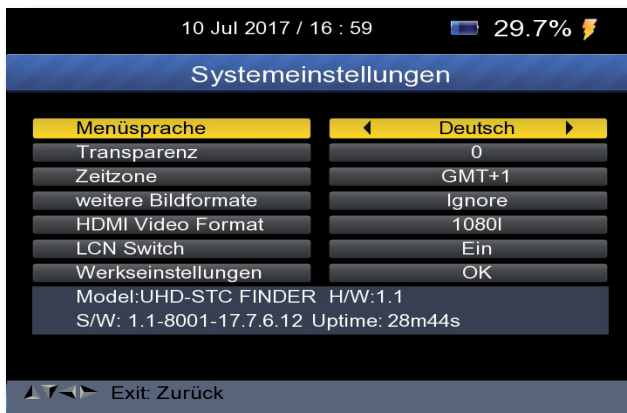 10 Jul 2017 / 16 : 59 29.7%
Systemeinstellungen
Menüsprache Deutsch
Transparenz 0
Zeitzone GMT+1
weitere Bildformate Ignore
HDMI Video Format 1080I
LCN Switch Ein
Werkseinstellungen OK
Model:UHD-STC FINDER H/W:1.1
S/W: 1.1-8001-17.7.6.12 Uptime: 28m44s
Exit: Zurück